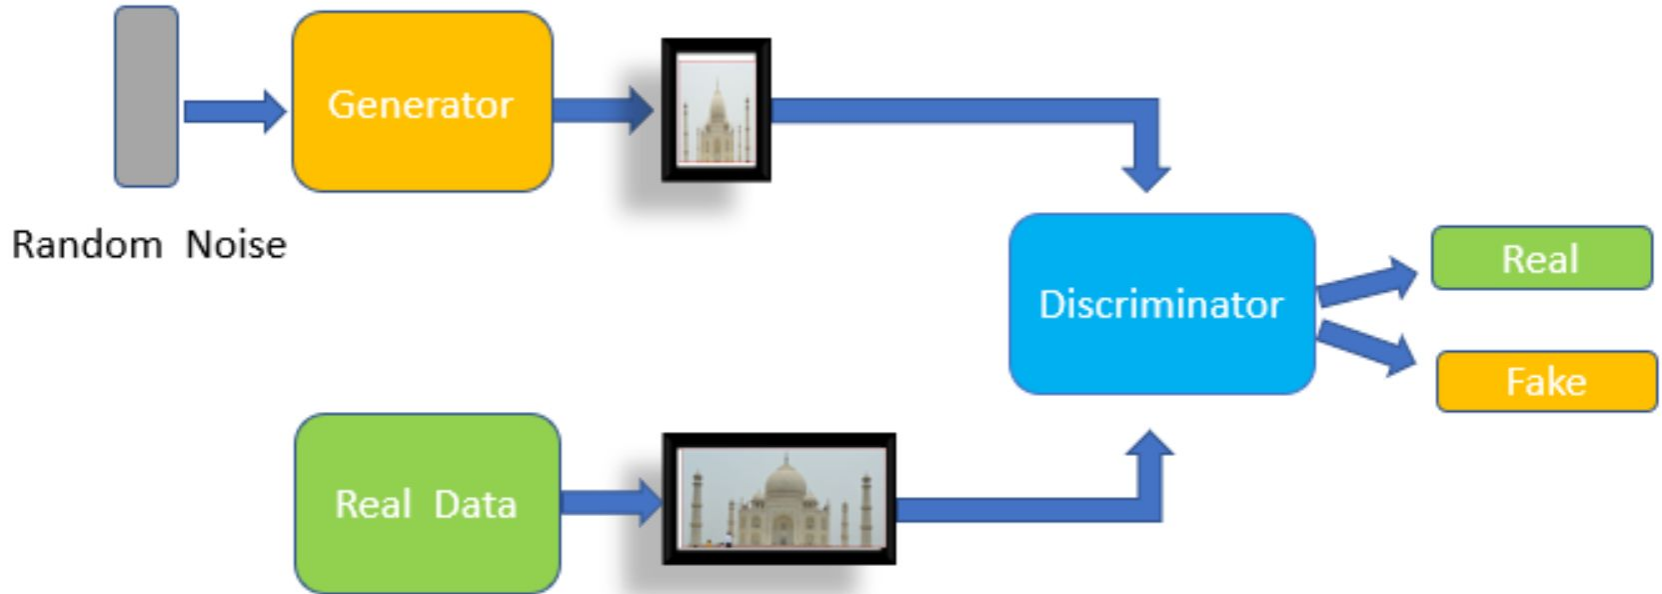 Generator
Random Noise
Discriminator
Real
Fake
Real Data